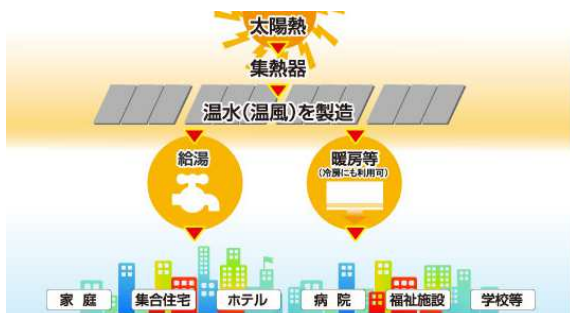 太陽熱
集熱器
温水(温風)を製造
給湯
暖房等
(冷房にも利用可)
家 庭
集合住宅
ホテル
病 院
福祉施設
学校等